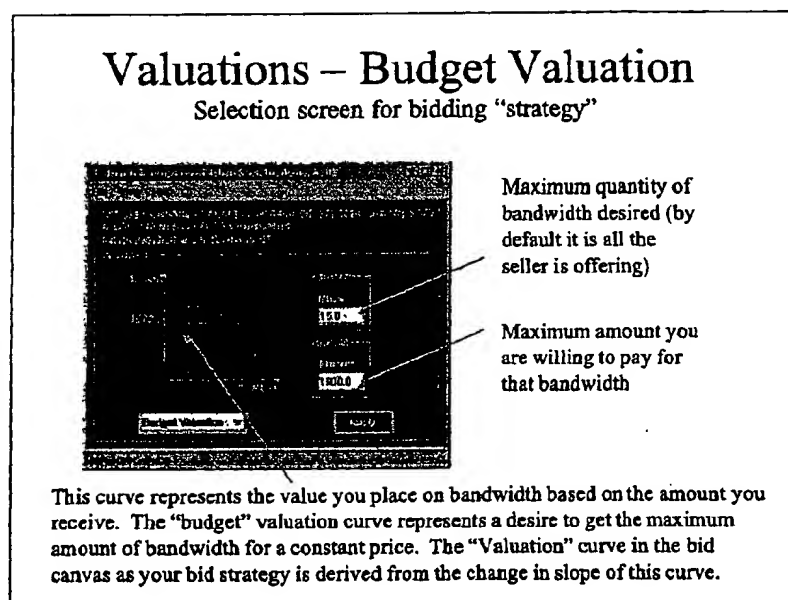 Valuations – Budget Valuation
Selection screen for bidding “strategy”
Maximum quantity of
bandwidth desired (by
default it is all the
seller is offering)
Maximum amount you
are willing to pay for
that bandwidth
Budget Valuation
This curve represents the value you place on bandwidth based on the amount you
receive. The “budget” valuation curve represents a desire to get the maximum
amount of bandwidth for a constant price. The “Valuation” curve in the bid
canvas as your bid strategy is derived from the change in slope of this curve.